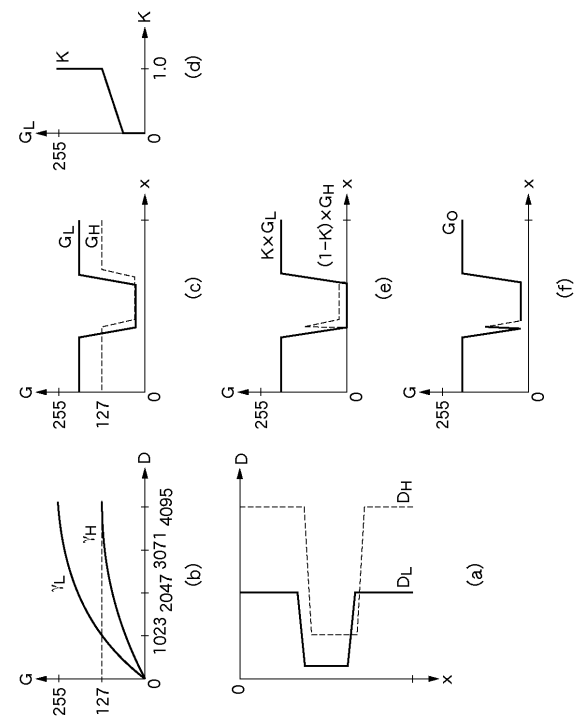 GL
255
K
K
0
1.0
(d)
G
255
127
GL
GH
x
0
(c)
G
255
K×GL
(1−K)×GH
x
0
(e)
G
255
GO
x
0
(f)
G
255
127
γL
γH
D
0
1023 2047 3071 4095
(b)
0
D
DH
DL
x
(a)